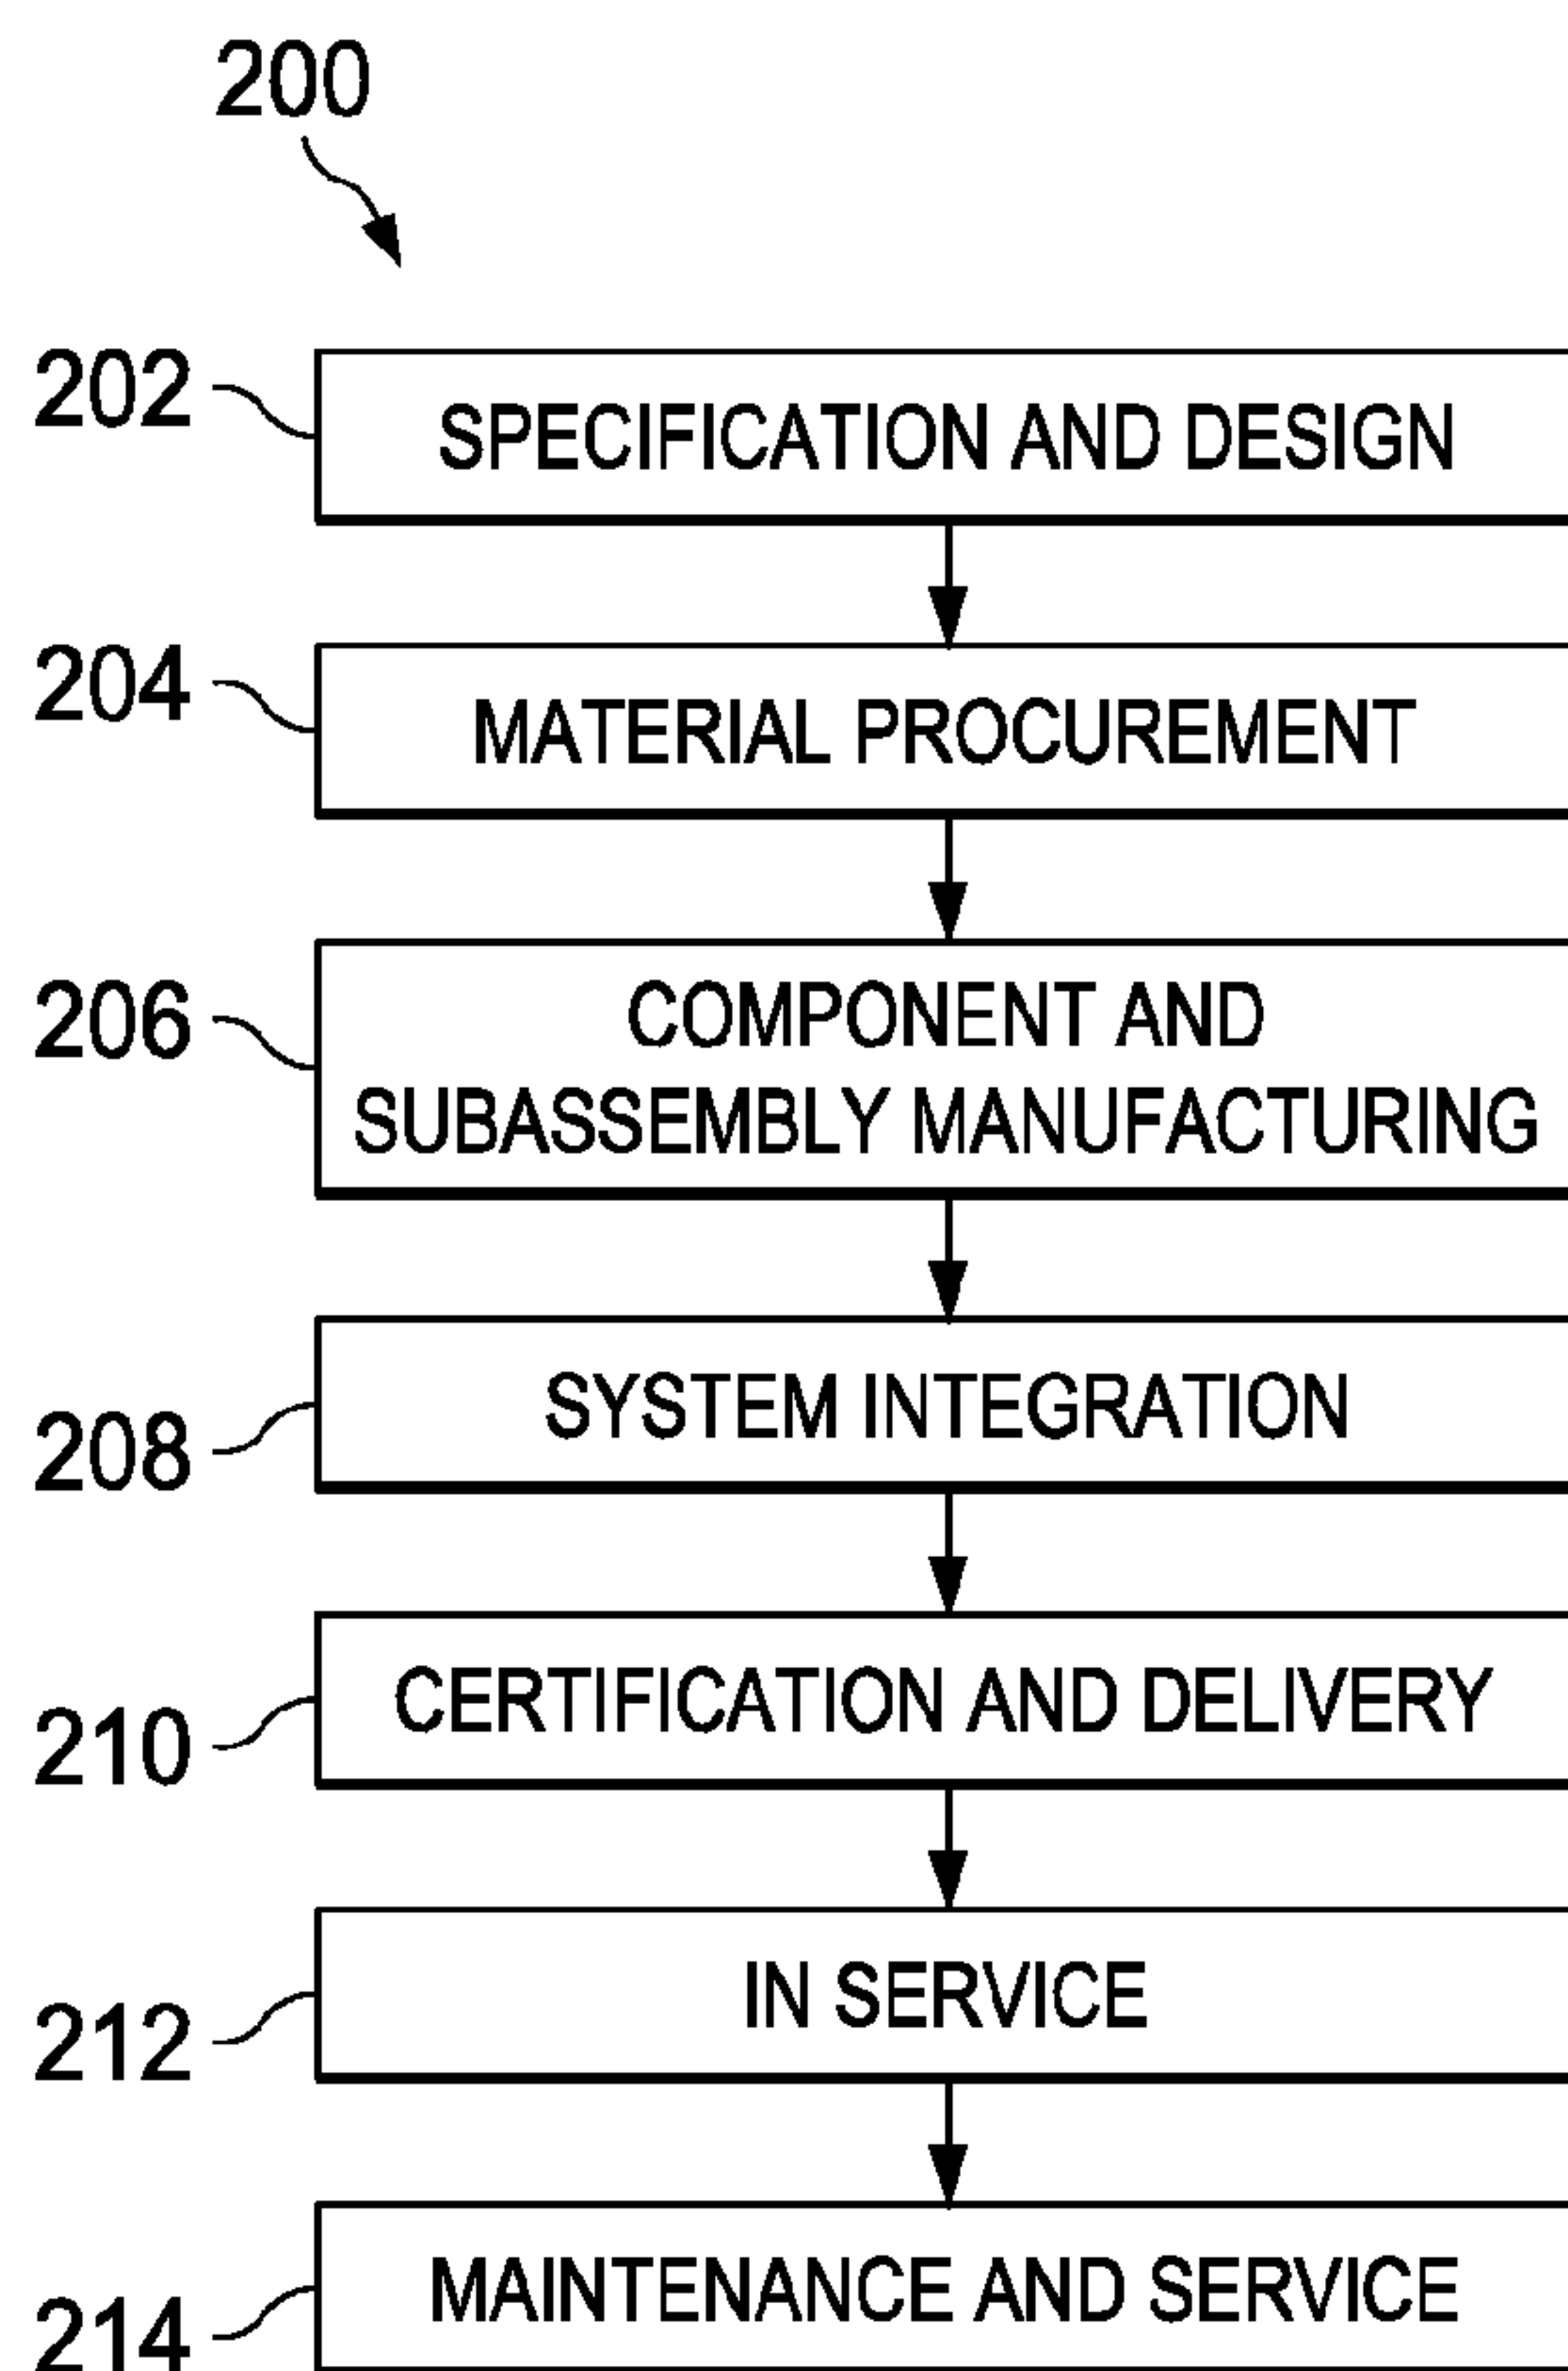 200
202
SPECIFICATION AND DESIGN
204
MATERIAL PROCUREMENT
206
COMPONENT AND
SUBASSEMBLY MANUFACTURING
208
SYSTEM INTEGRATION
210
CERTIFICATION AND DELIVERY
212
IN SERVICE
214
MAINTENANCE AND SERVICE